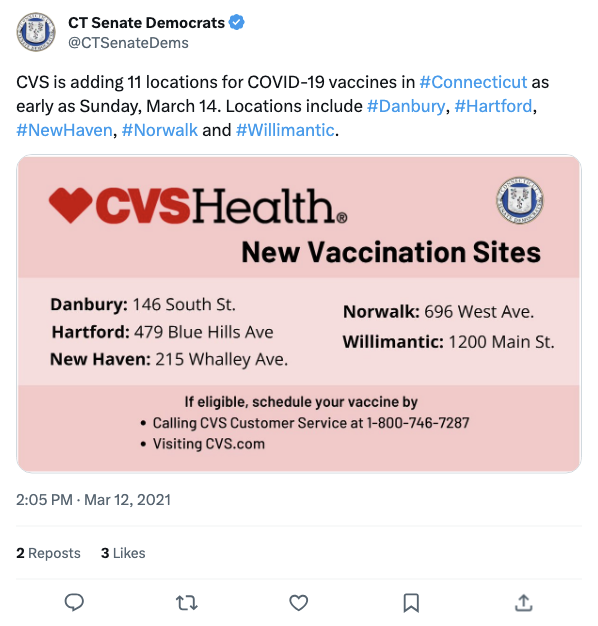 CT Senate Democrats
@CTSenateDems
CVS is adding 11 locations for COVID-19 vaccines in #Connecticut as
early as Sunday, March 14. Locations include #Danbury, #Hartford,
#NewHaven, #Norwalk and #Willimantic.
CVSHealth®
New Vaccination Sites
Danbury: 146 South St.
Hartford: 479 Blue Hills Ave
New Haven: 215 Whalley Ave.
Norwalk: 696 West Ave.
Willimantic: 1200 Main St.
If eligible, schedule your vaccine by
• Calling CVS Customer Service at 1-800-746-7287
• Visiting CVS.com
2:05 PM · Mar 12, 2021
2 Reposts 3 Likes